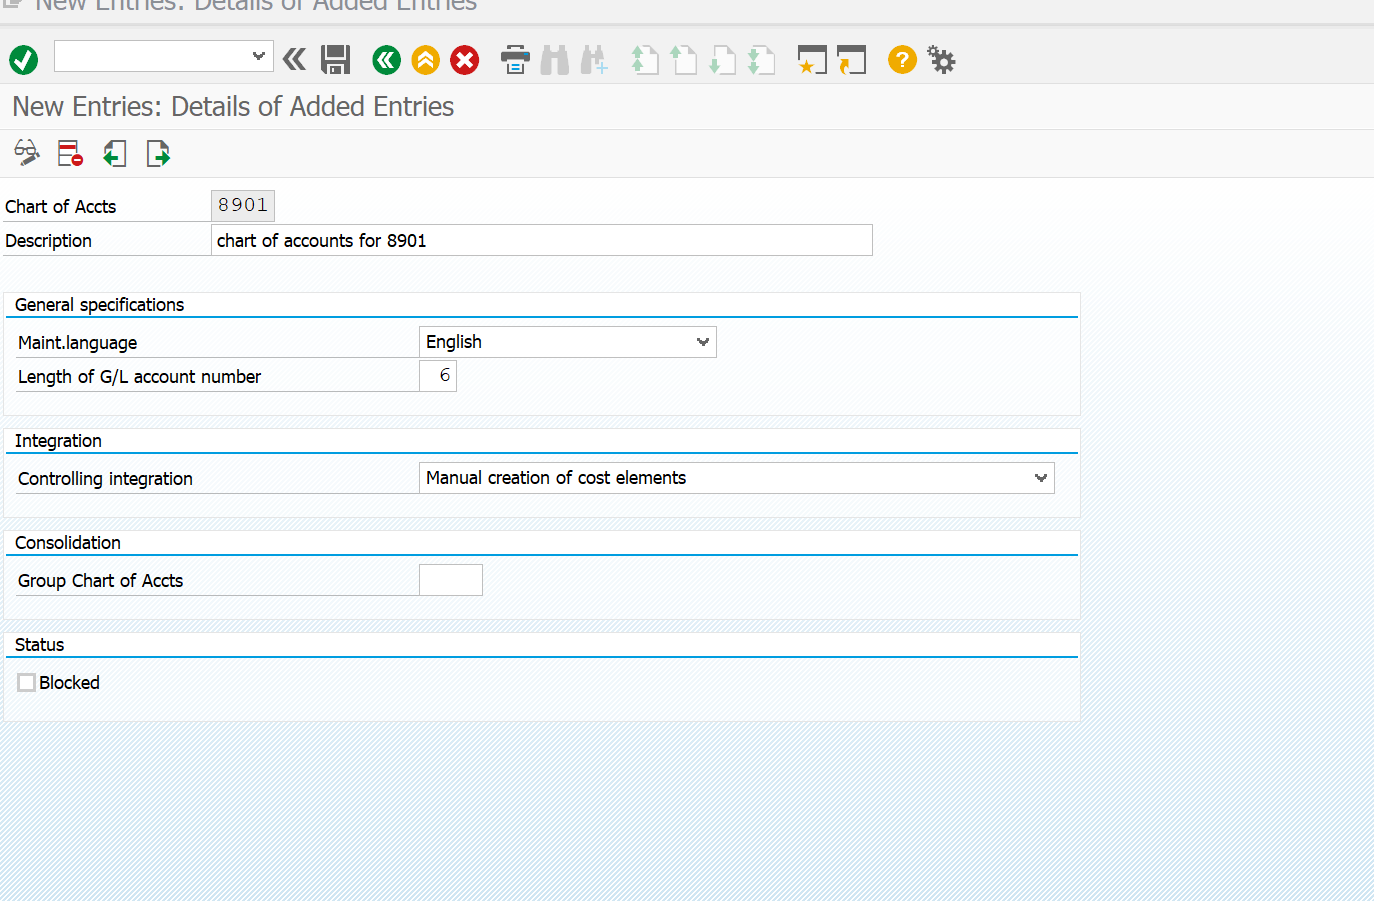 New Entries: Details of Added Entries
New Entries: Details of Added Entries
Chart of Accts 8901
Description chart of accounts for 8901
General specifications
Maint.language English
Length of G/L account number 6
Integration
Controlling integration Manual creation of cost elements
Consolidation
Group Chart of Accts
Status
Blocked